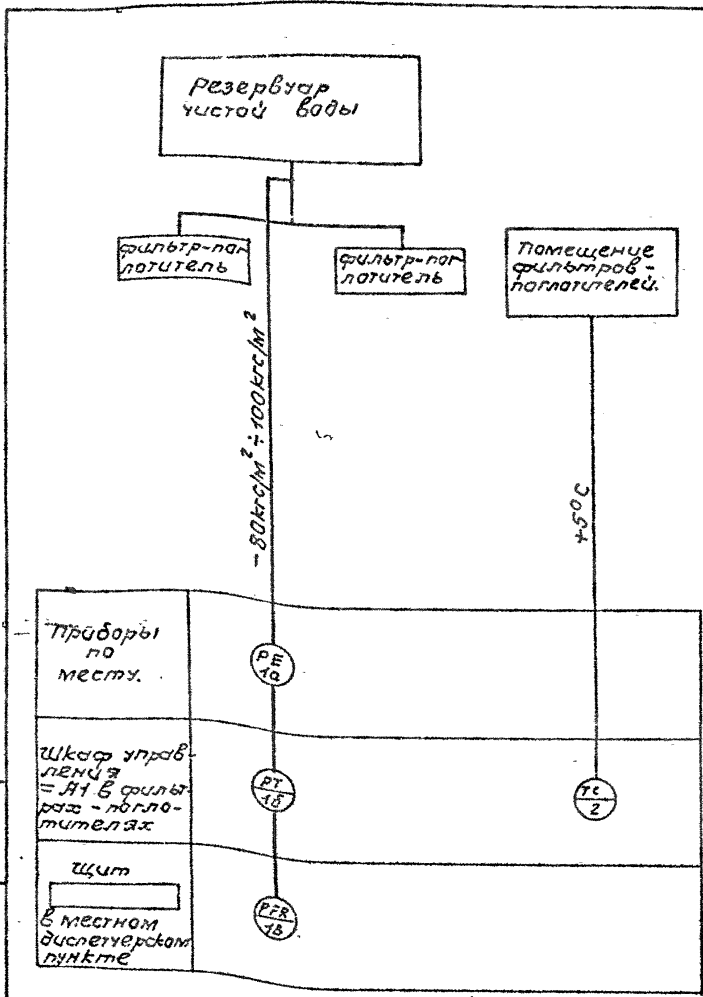 Резервуар
чистой воды
фильтр-пог
лотитель
фильтр-пог
лотитель
Помещение
фильтров-
поглотителей.
-80кгс/м² ÷ 100кгс/м²
+5°С
Приборы
по
месту.
PE
1а
Шкаф управ-
ления
=А1 в филь
рах-погло-
тителях
PT
1б
TC
2
Щит
в местном
диспетчерском
пункте
PFR
1в